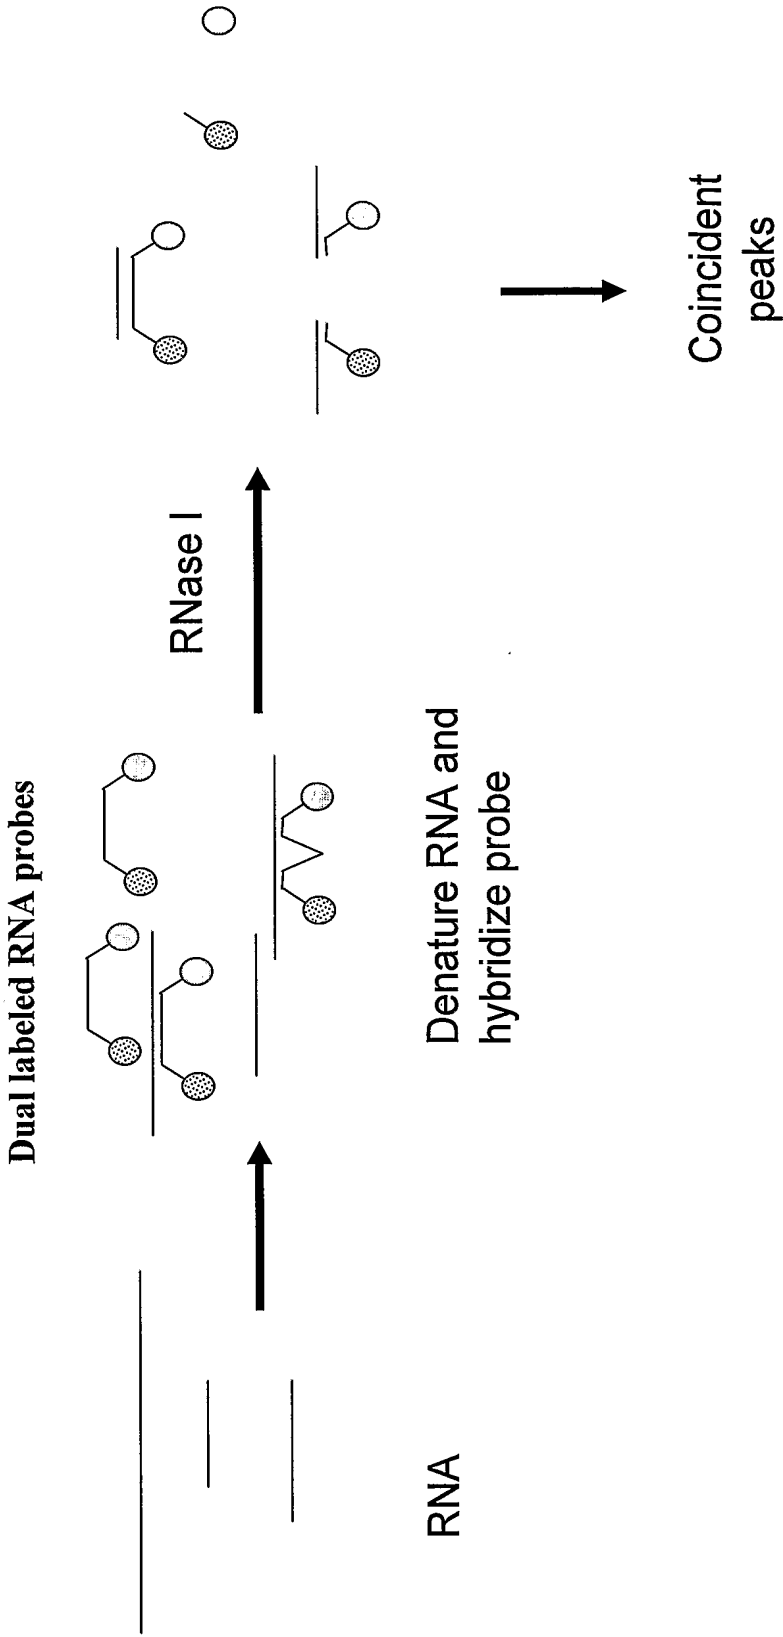 Dual labeled RNA probes
RNA
Denature RNA and
hybridize probe
RNase I
Coincident
peaks